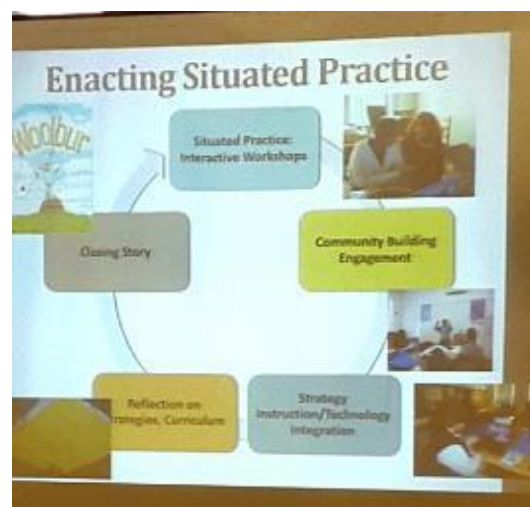 Enacting Situated Practice
Woolbur
Situated Practice:
Interactive Workshops
Community Building
Engagement
Strategy
Instruction/Technology
Integration
Reflection on
rategies, Curriculum
Closing Story